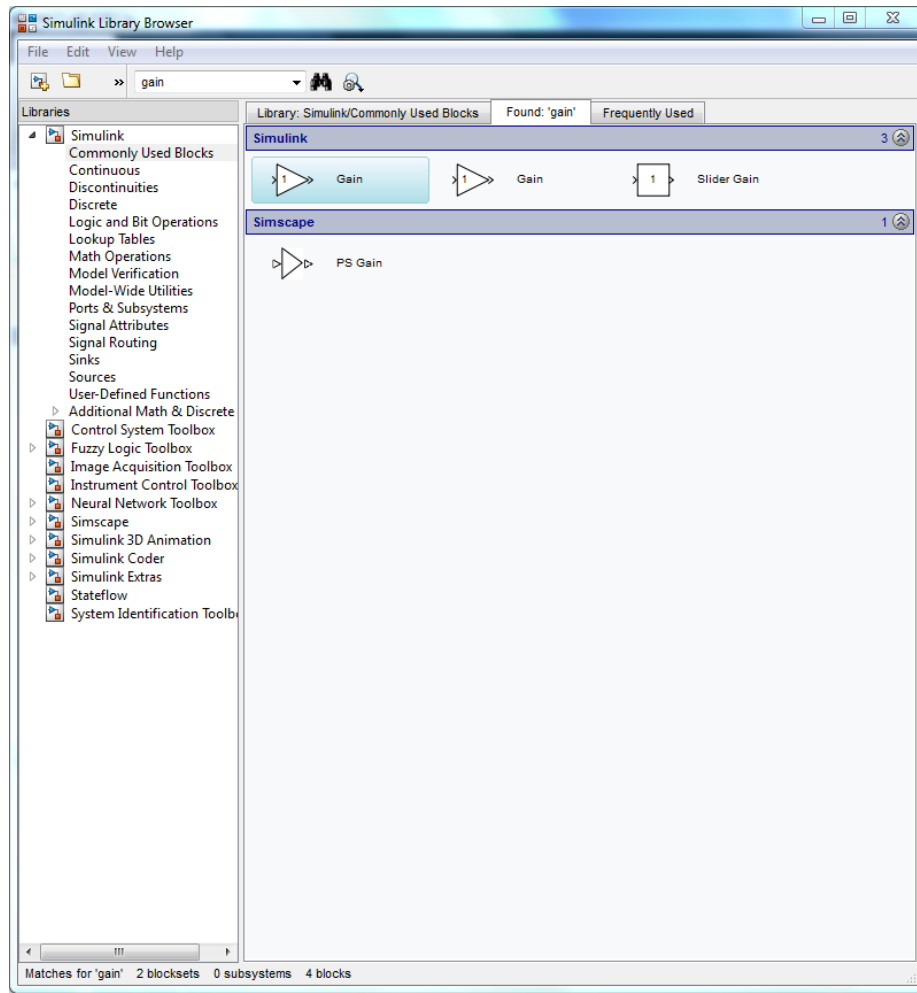 Simulink Library Browser
File Edit View Help
» gain
Libraries
Library: Simulink/Commonly Used Blocks Found: 'gain' Frequently Used
Simulink
Commonly Used Blocks
Continuous
Discontinuities
Discrete
Logic and Bit Operations
Lookup Tables
Math Operations
Model Verification
Model-Wide Utilities
Ports & Subsystems
Signal Attributes
Signal Routing
Sinks
Sources
User-Defined Functions
Additional Math & Discrete
Control System Toolbox
Fuzzy Logic Toolbox
Image Acquisition Toolbox
Instrument Control Toolbox
Neural Network Toolbox
Simscape
Simulink 3D Animation
Simulink Coder
Simulink Extras
Stateflow
System Identification Toolb
Simulink 3
1 Gain 1 Gain 1 Slider Gain
Simscape 1
PS Gain
Matches for 'gain' 2 blocksets 0 subsystems 4 blocks